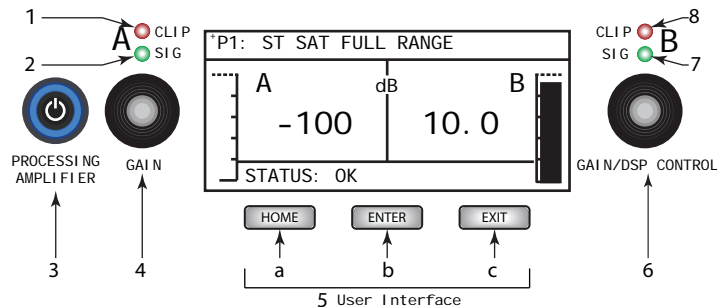 1
CLIP
A
2
SIG
PROCESSING
AMPLIFIER
GAIN
3
4
+P1: ST SAT FULL RANGE
A
dB
B
-100
10.0
STATUS: OK
HOME
ENTER
EXIT
a
b
c
5 User Interface
CLIP
8
B
SIG
7
GAIN/DSP CONTROL
6